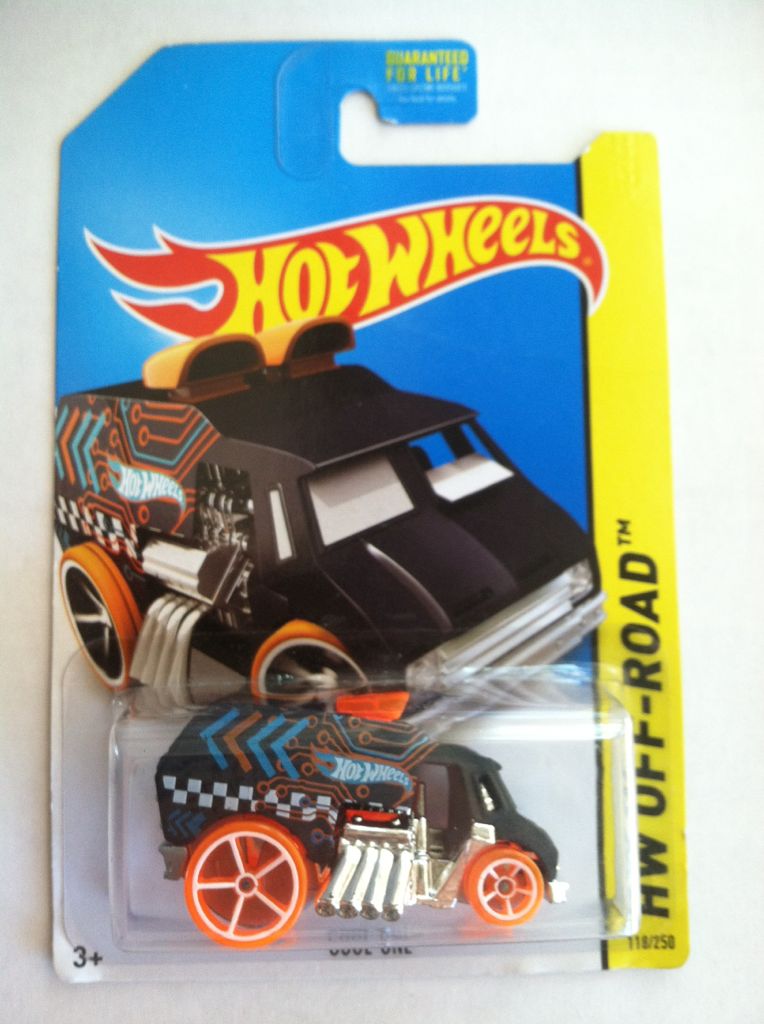 GUARANTEED
FOR LIFE
HOT WHEELS
HOT WHEELS
HW OFF-ROAD™
HOT WHEELS
COOL-ONE
3+
118/250